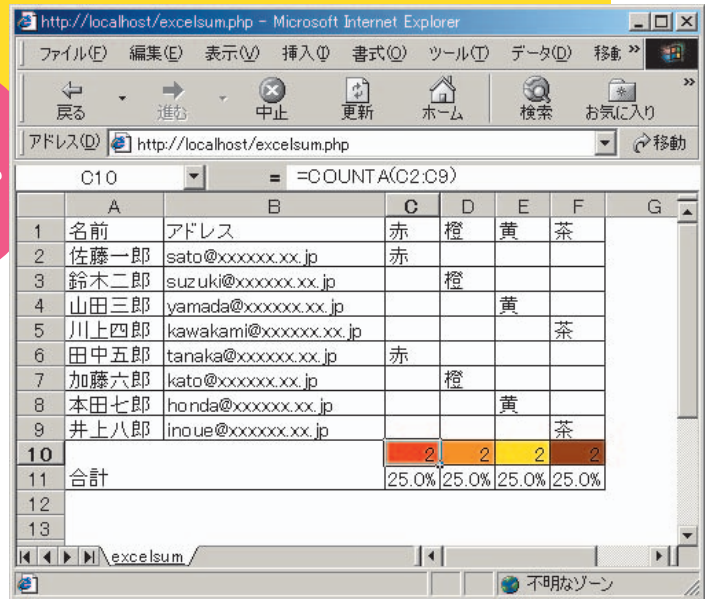 http://localhost/excelsum.php - Microsoft Internet Explorer
ファイル(F) 編集(E) 表示(V) 挿入(I) 書式(O) ツール(T) データ(D) 移動 »
戻る 進む 中止 更新 ホーム 検索 お気に入り »
アドレス(D) http://localhost/excelsum.php 移動
C10 = =COUNTA(C2:C9)
A B C D E F G
1 名前 アドレス 赤 橙 黄 茶
2 佐藤一郎 sato@xxxxxx.xx.jp 赤
3 鈴木二郎 suzuki@xxxxxx.xx.jp 橙
4 山田三郎 yamada@xxxxxx.xx.jp 黄
5 川上四郎 kawakami@xxxxxx.xx.jp 茶
6 田中五郎 tanaka@xxxxxx.xx.jp 赤
7 加藤六郎 kato@xxxxxx.xx.jp 橙
8 本田七郎 honda@xxxxxx.xx.jp 黄
9 井上八郎 inoue@xxxxxx.xx.jp 茶
10 2 2 2 2
11 合計 25.0% 25.0% 25.0% 25.0%
12
13
excelsum
不明なゾーン